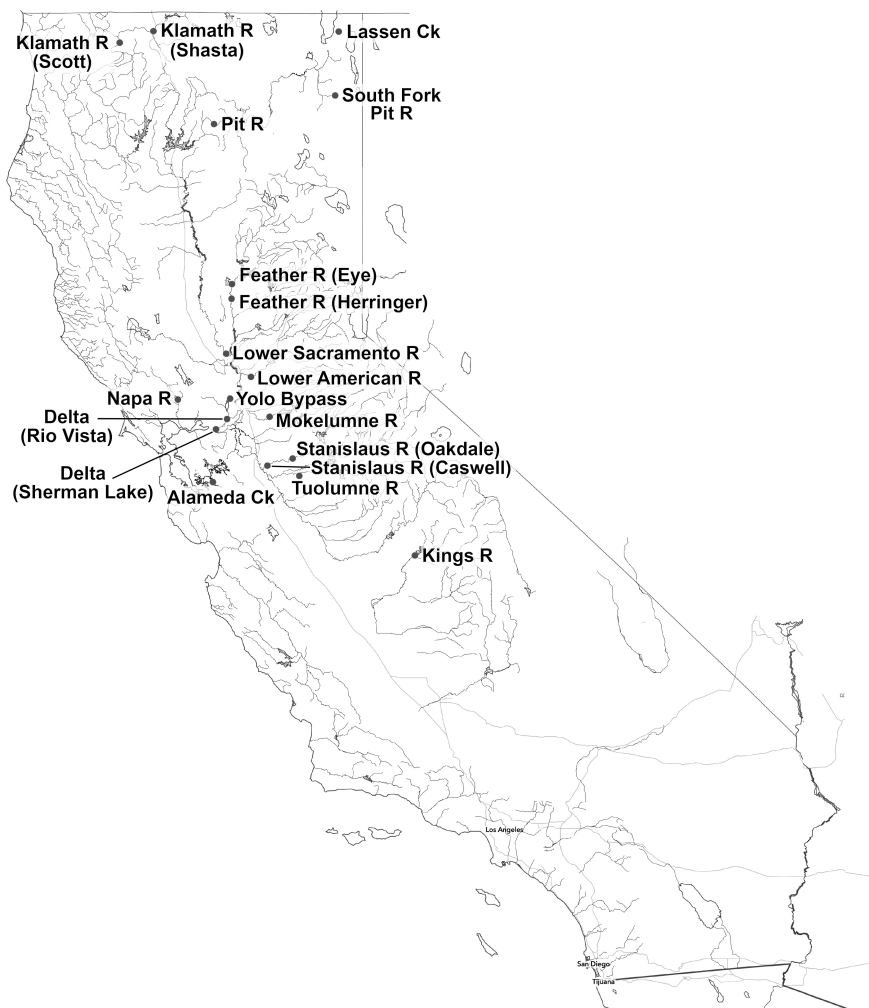 Klamath R
(Scott)
Klamath R
(Shasta)
Lassen Ck
South Fork
Pit R
Pit R
Feather R (Eye)
Feather R (Herringer)
Lower Sacramento R
Lower American R
Napa R
Yolo Bypass
Delta
(Rio Vista)
Mokelumne R
Stanislaus R (Oakdale)
Stanislaus R (Caswell)
Delta
(Sherman Lake)
Tuolumne R
Alameda Ck
Kings R
Los Angeles
San Diego
Tijuana